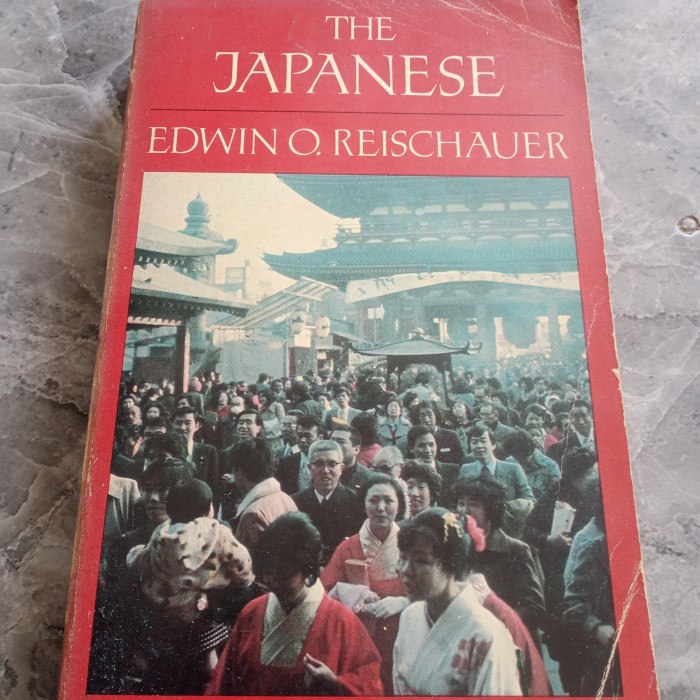 THE
JAPANESE
EDWIN O. REISCHAUER